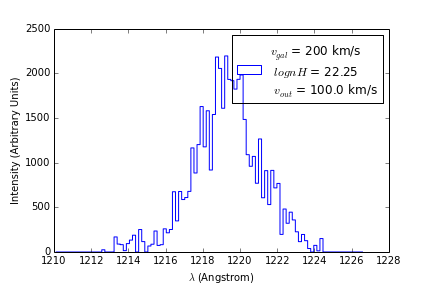 2500
2000
1500
1000
500
0
1210 1212 1214 1216 1218 1220 1222 1224 1226 1228
Intensity (Arbitrary Units)
λ (Angstrom)
v_gal = 200 km/s
lognH = 22.25
v_out = 100.0 km/s